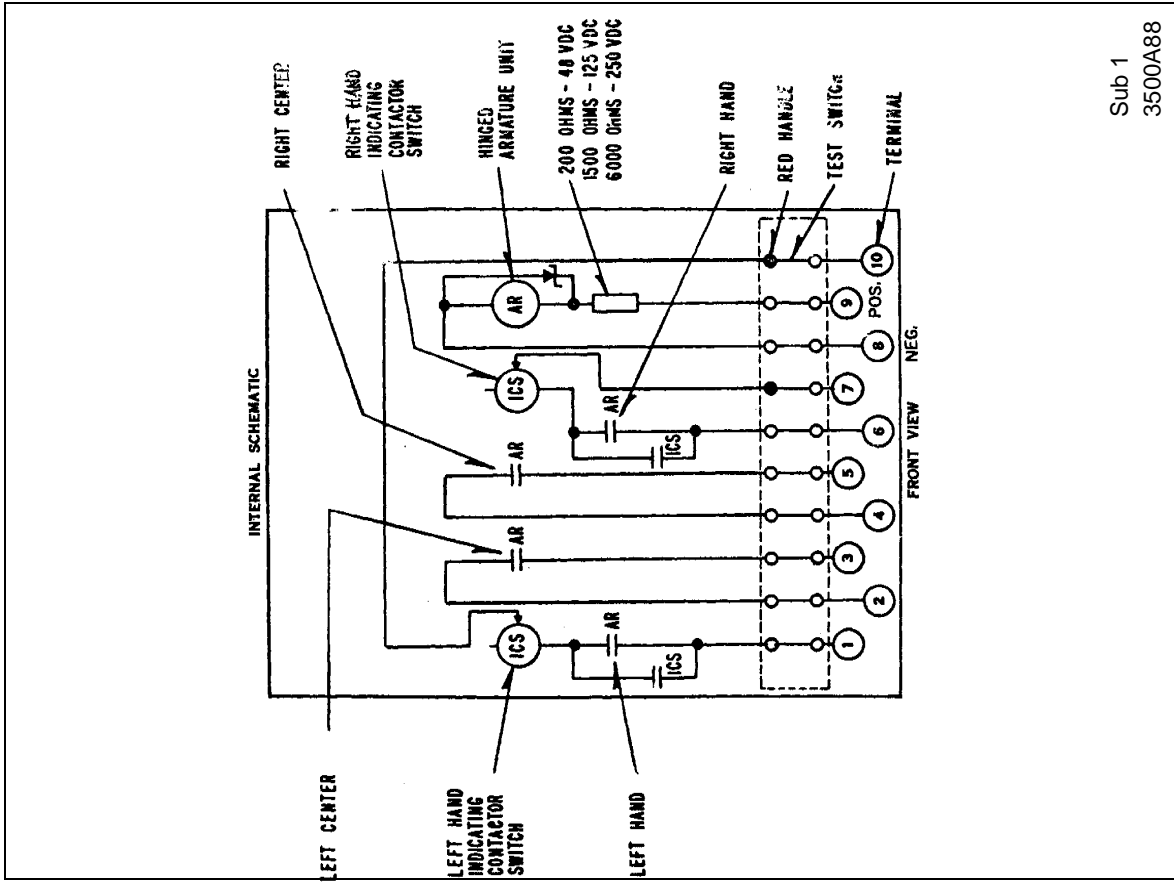 INTERNAL SCHEMATIC
LEFT CENTER
LEFT HAND
INDICATING
CONTACTOR
SWITCH
LEFT HAND
RIGHT CENTER
RIGHT HAND
INDICATING
CONTACTOR
SWITCH
HINGED
ARMATURE UNIT
200 OHMS - 48 VDC
1500 OHMS - 125 VDC
6000 OHMS - 250 VDC
RIGHT HAND
RED HANDLE
TEST SWITCH
TERMINAL
ICS
AR
ICS
AR
AR
ICS
AR
ICS
AR
1
2
3
4
5
6
7
8
9
10
NEG.
POS.
FRONT VIEW
Sub 1
3500A88